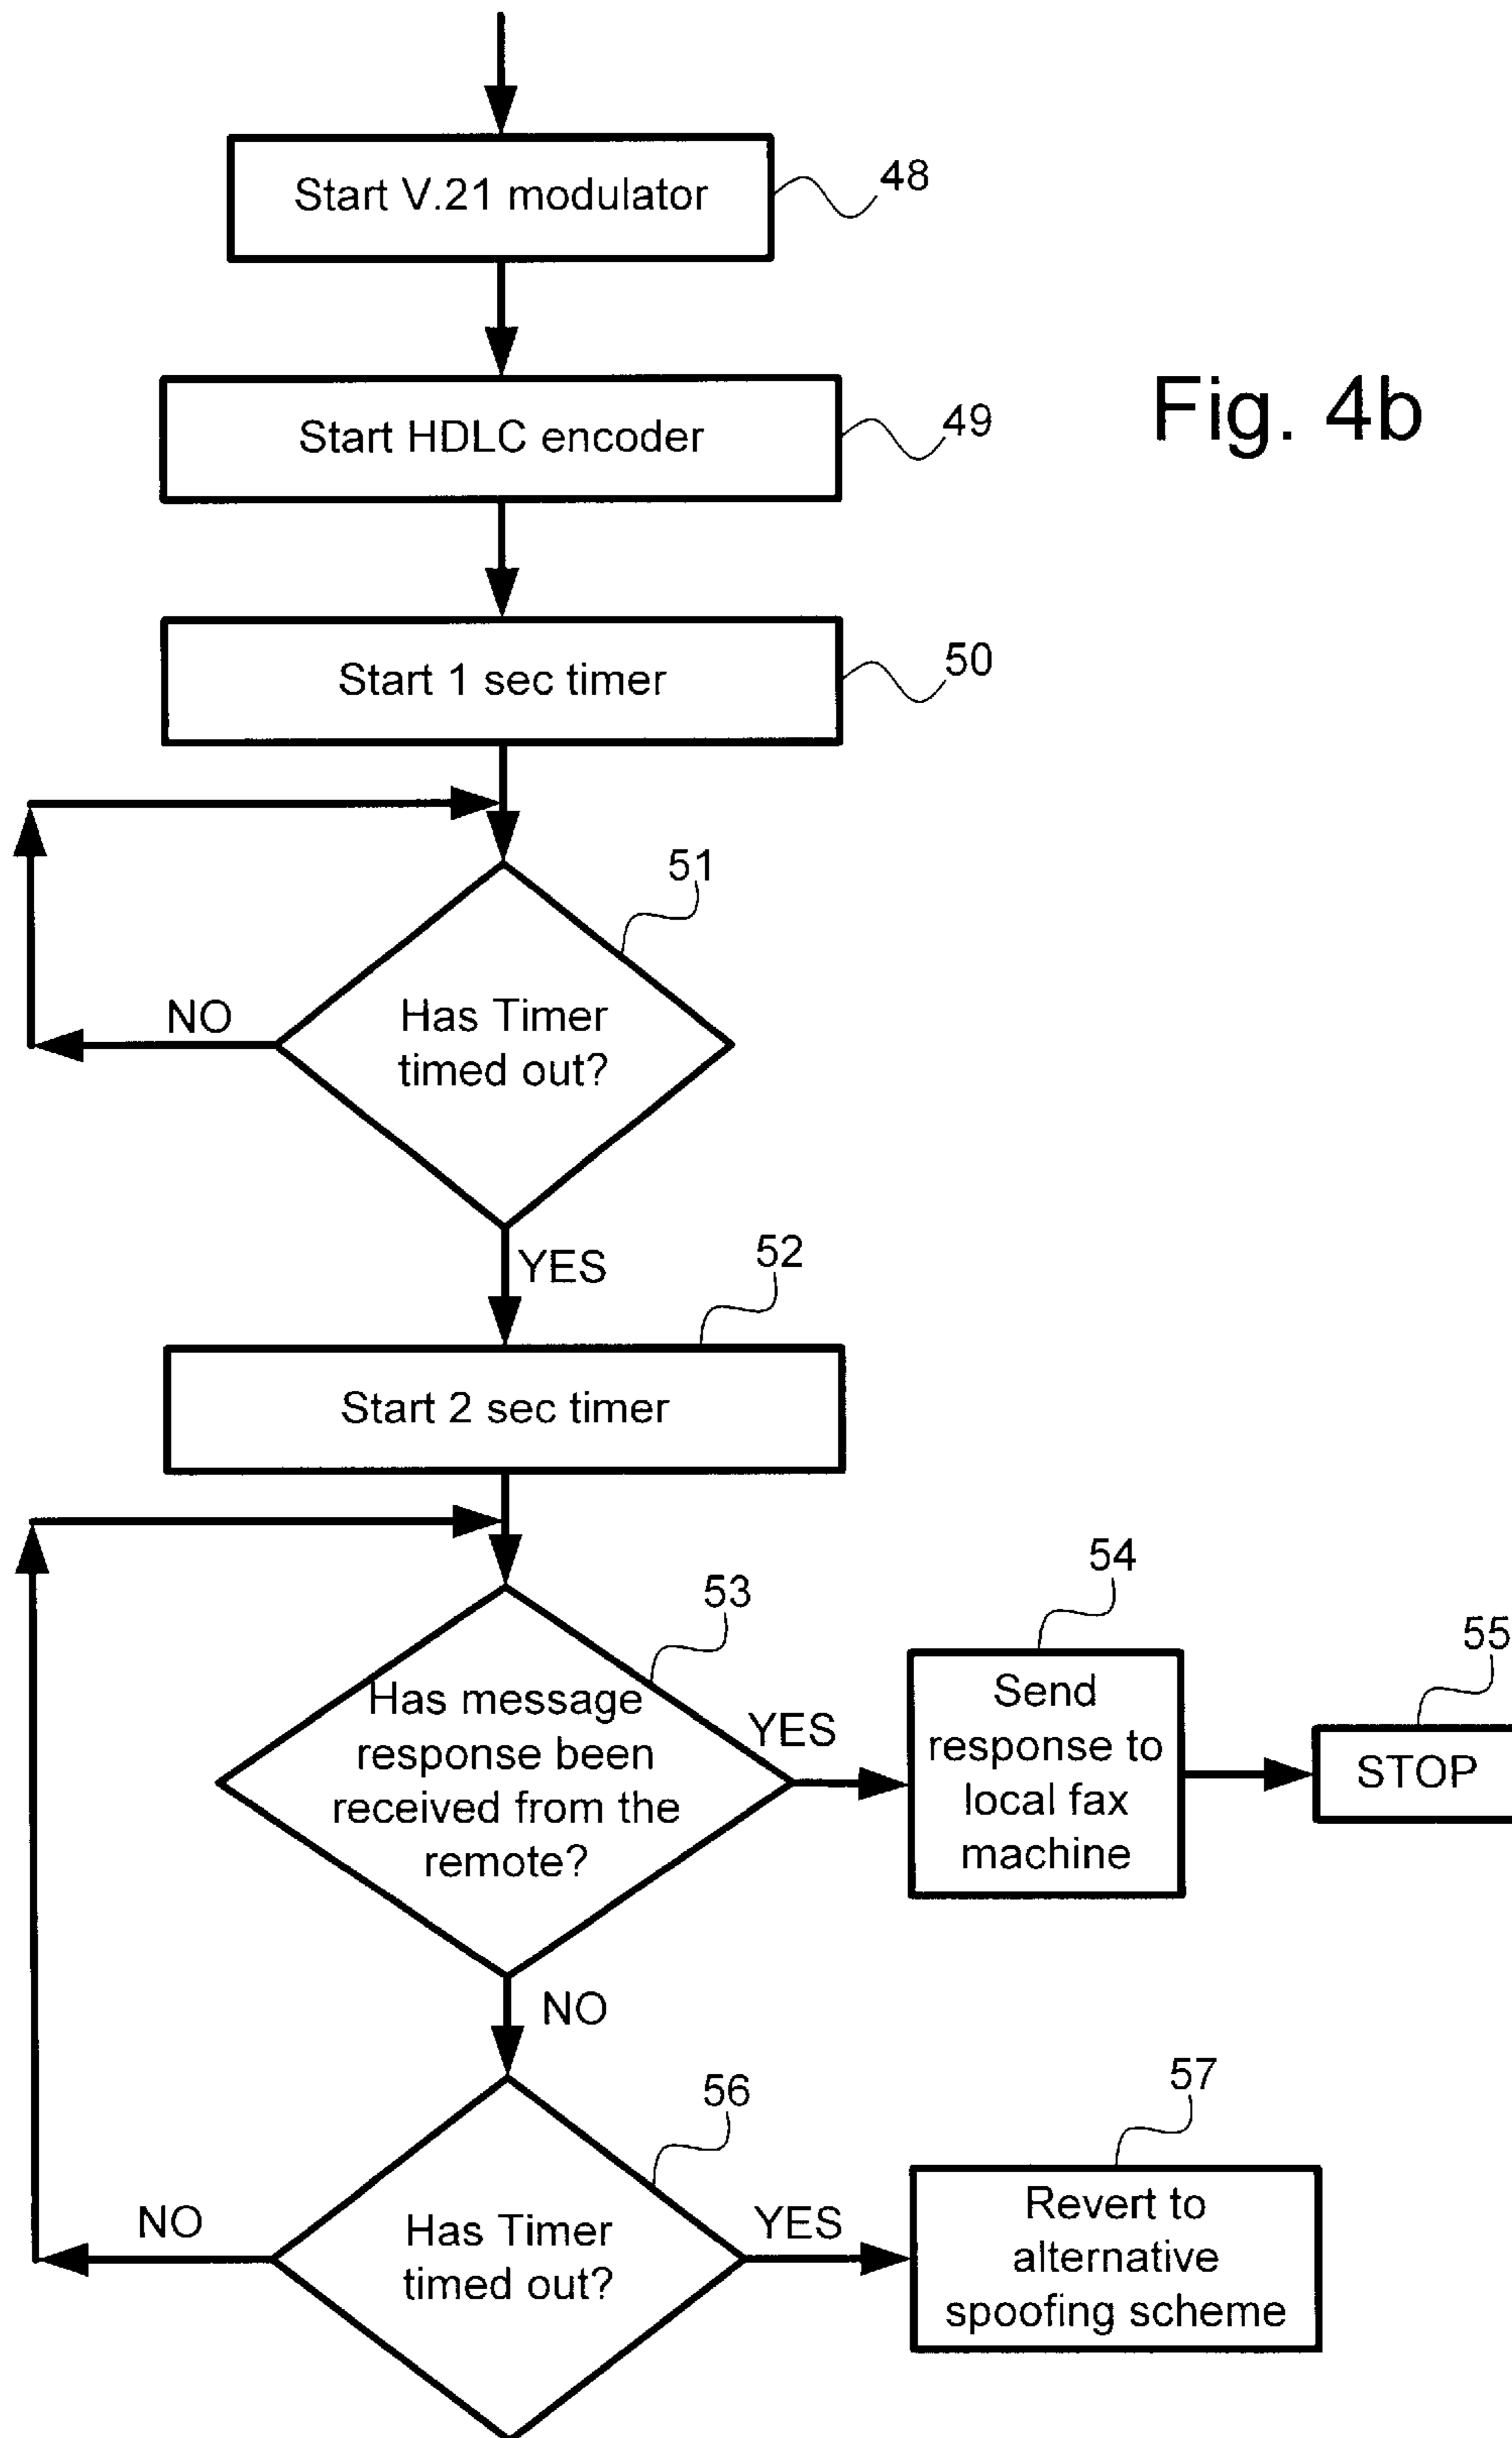 Start V.21 modulator
48
Fig. 4b
Start HDLC encoder
49
Start 1 sec timer
50
51
Has Timer
timed out?
NO
YES
52
Start 2 sec timer
53
54
55
Has message
response been
received from the
remote?
YES
Send
response to
local fax
machine
STOP
NO
56
57
Has Timer
timed out?
NO
YES
Revert to
alternative
spoofing scheme